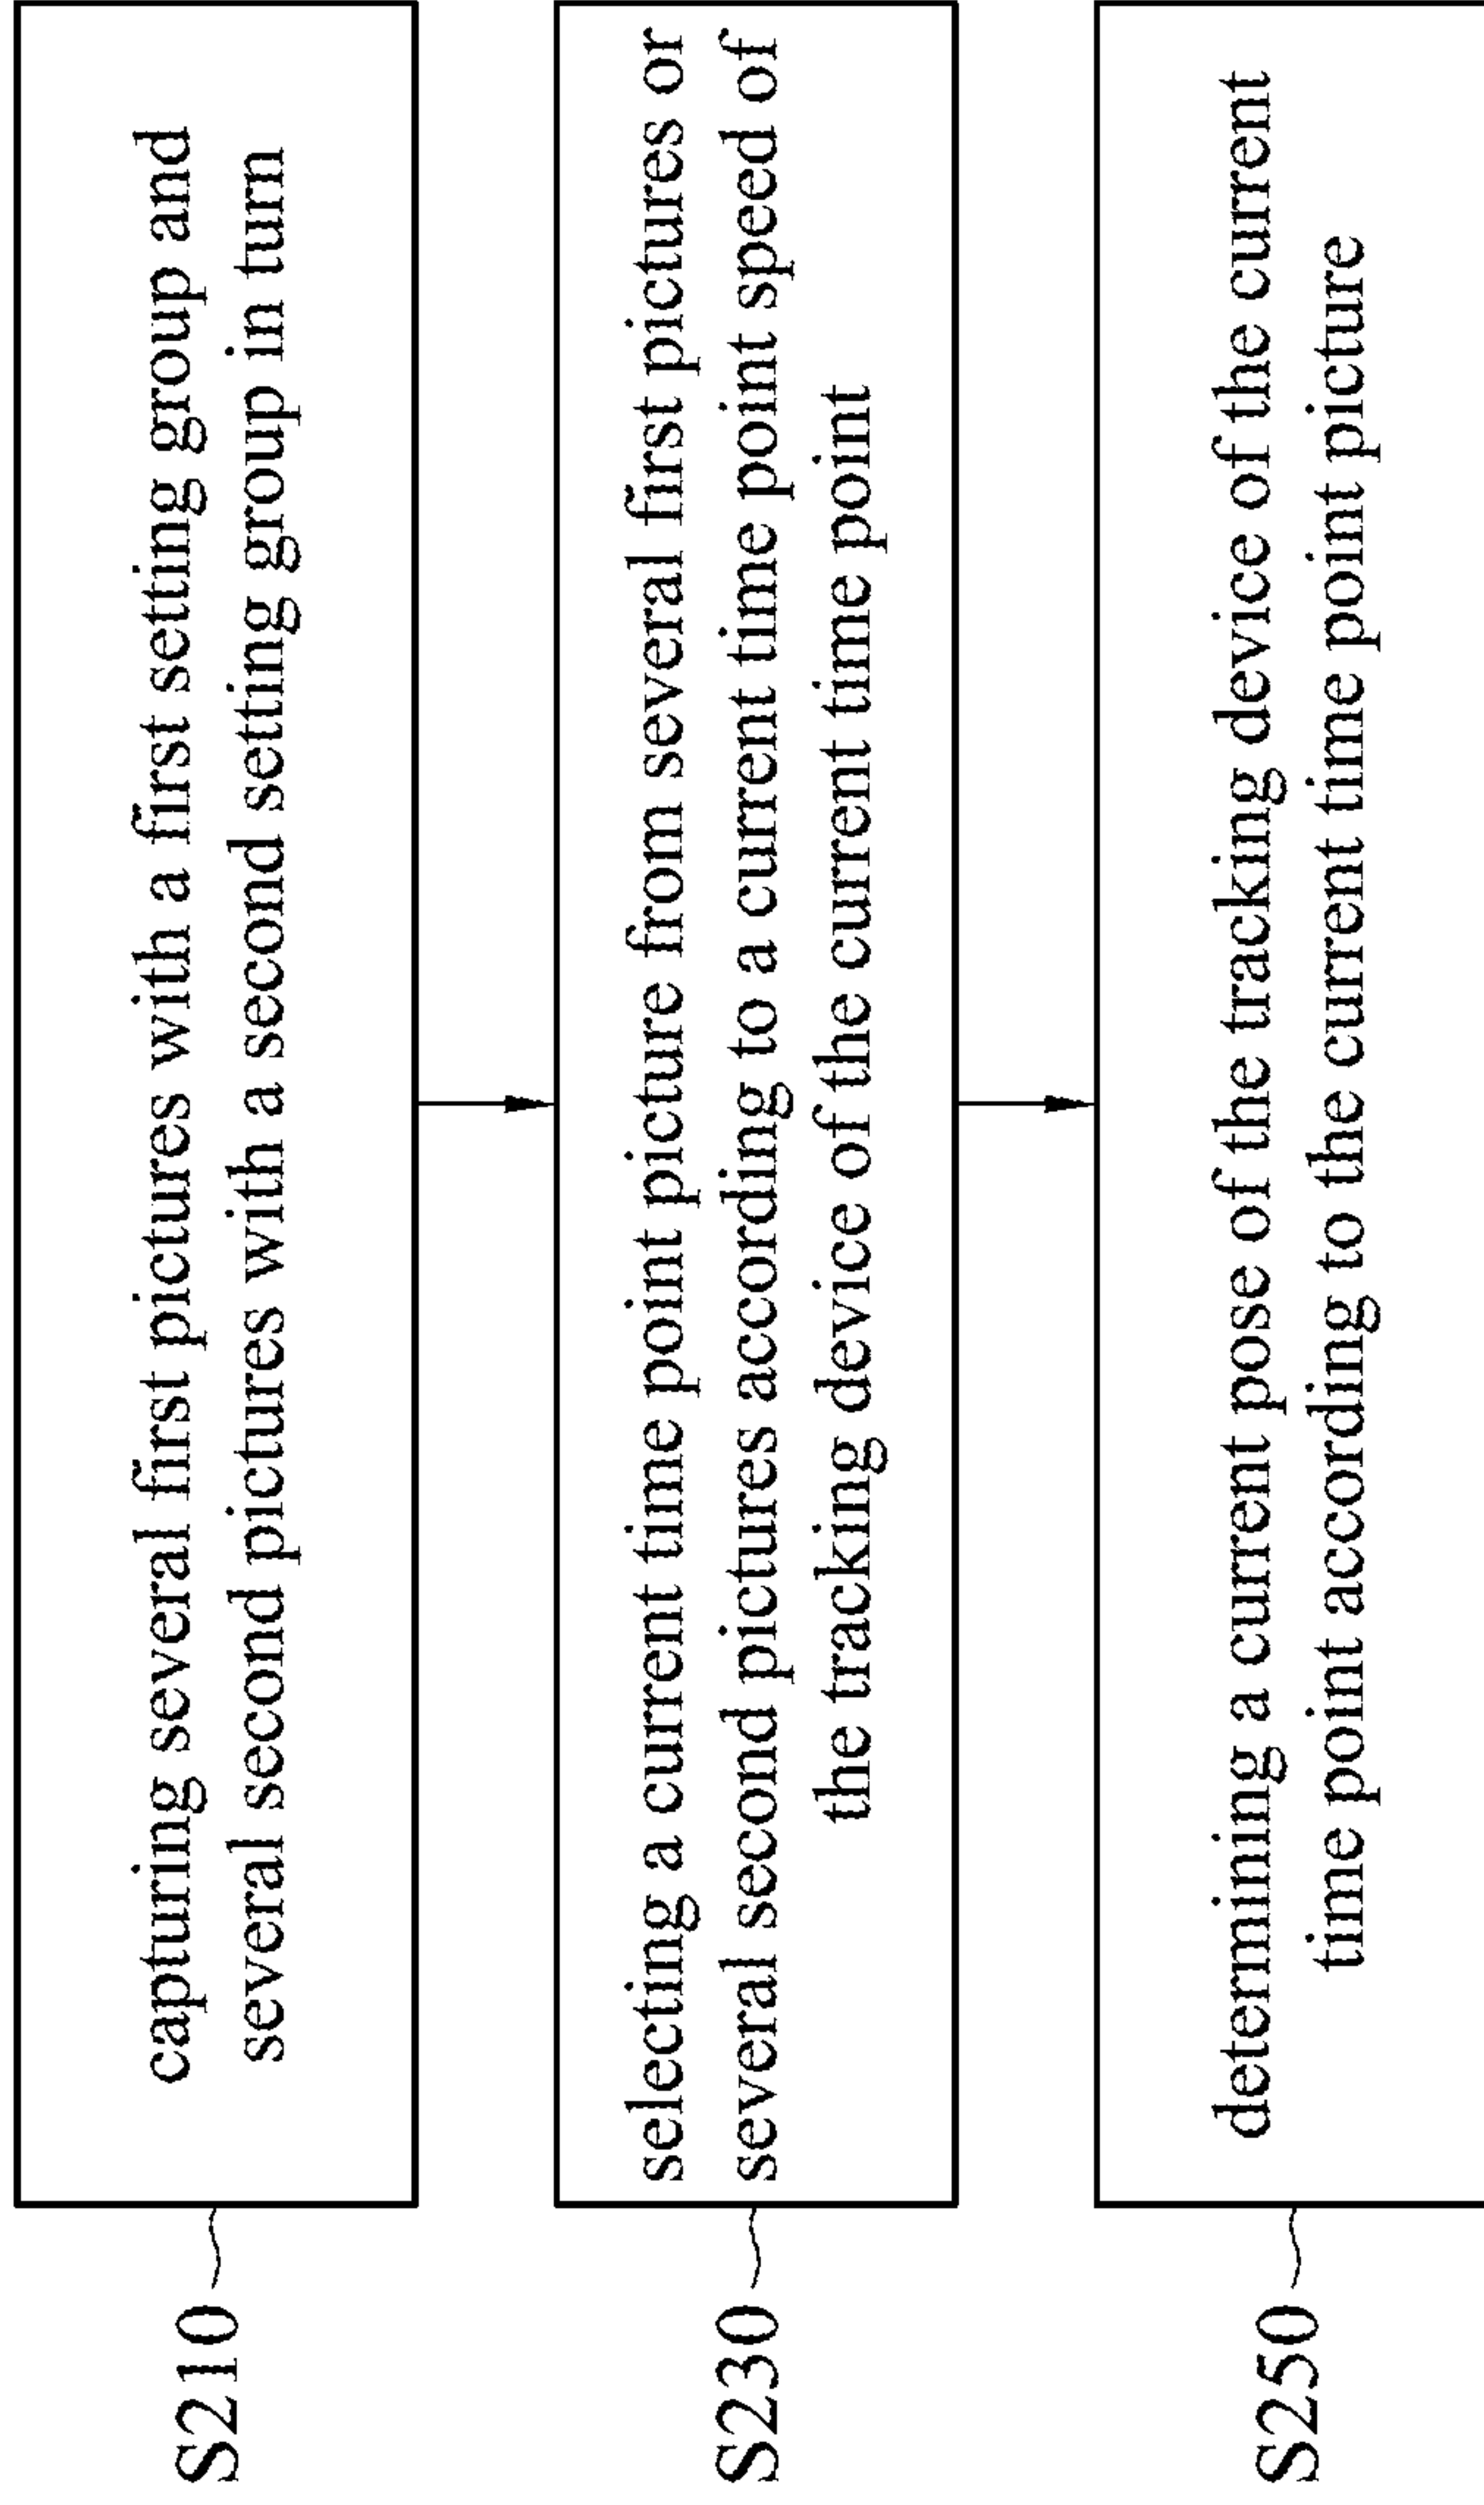 S210
capturing several first pictures with a first setting group and
several second pictures with a second setting group in turn
S230
selecting a current time point picture from several first pictures or
several second pictures according to a current time point speed of
the tracking device of the current time point
S250
determining a current pose of the tracking device of the current
time point according to the current time point picture